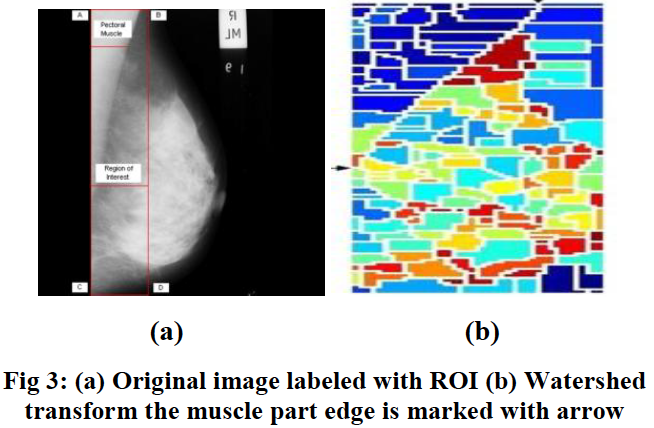 A
B
Pectoral
Muscle
Region of
Interest
C
D
(a)
(b)
Fig 3: (a) Original image labeled with ROI (b) Watershed
transform the muscle part edge is marked with arrow